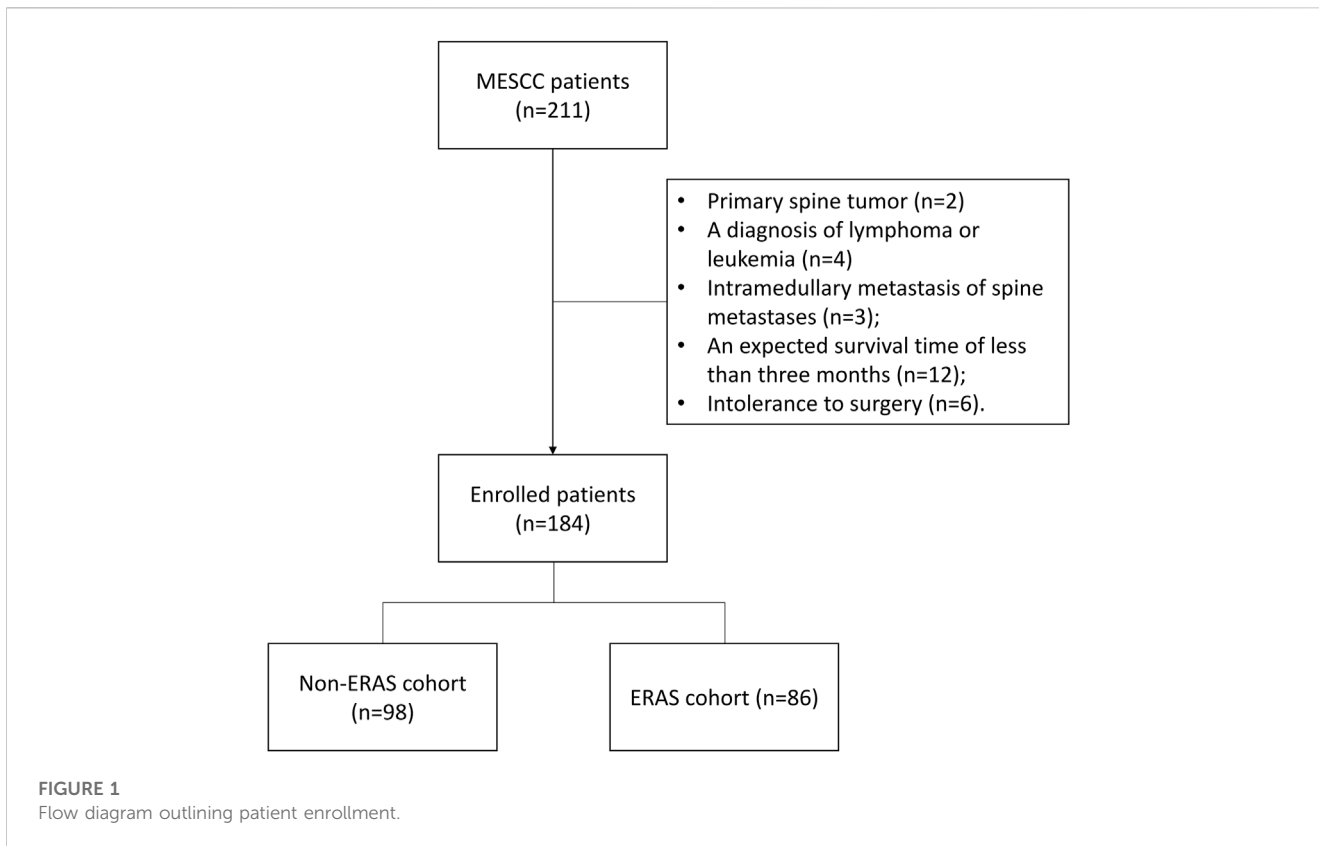 MESCC patients
(n=211)
• Primary spine tumor (n=2)
• A diagnosis of lymphoma or
leukemia (n=4)
• Intramedullary metastasis of spine
metastases (n=3);
• An expected survival time of less
than three months (n=12);
• Intolerance to surgery (n=6).
Enrolled patients
(n=184)
Non-ERAS cohort
(n=98)
ERAS cohort (n=86)
FIGURE 1
Flow diagram outlining patient enrollment.